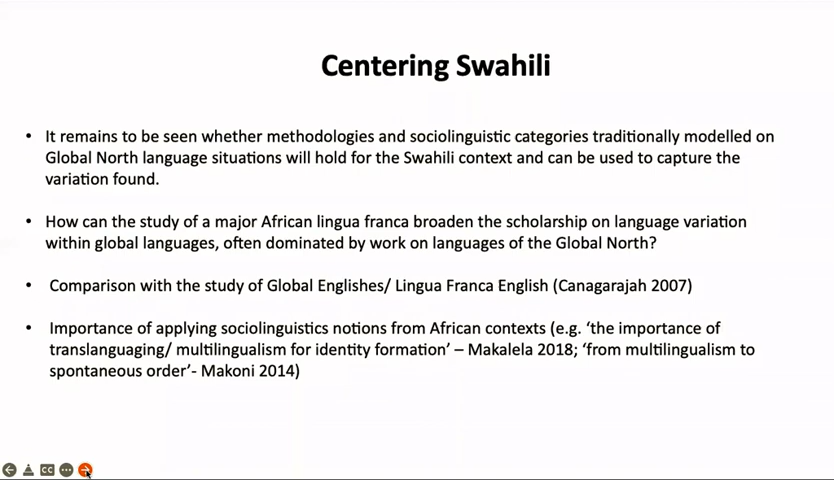 Centering Swahili
• It remains to be seen whether methodologies and sociolinguistic categories traditionally modelled on
Global North language situations will hold for the Swahili context and can be used to capture the
variation found.
• How can the study of a major African lingua franca broaden the scholarship on language variation
within global languages, often dominated by work on languages of the Global North?
• Comparison with the study of Global Englishes/ Lingua Franca English (Canagarajah 2007)
• Importance of applying sociolinguistics notions from African contexts (e.g. ‘the importance of
translanguaging/ multilingualism for identity formation’ – Makalela 2018; ‘from multilingualism to
spontaneous order’- Makoni 2014)
CC